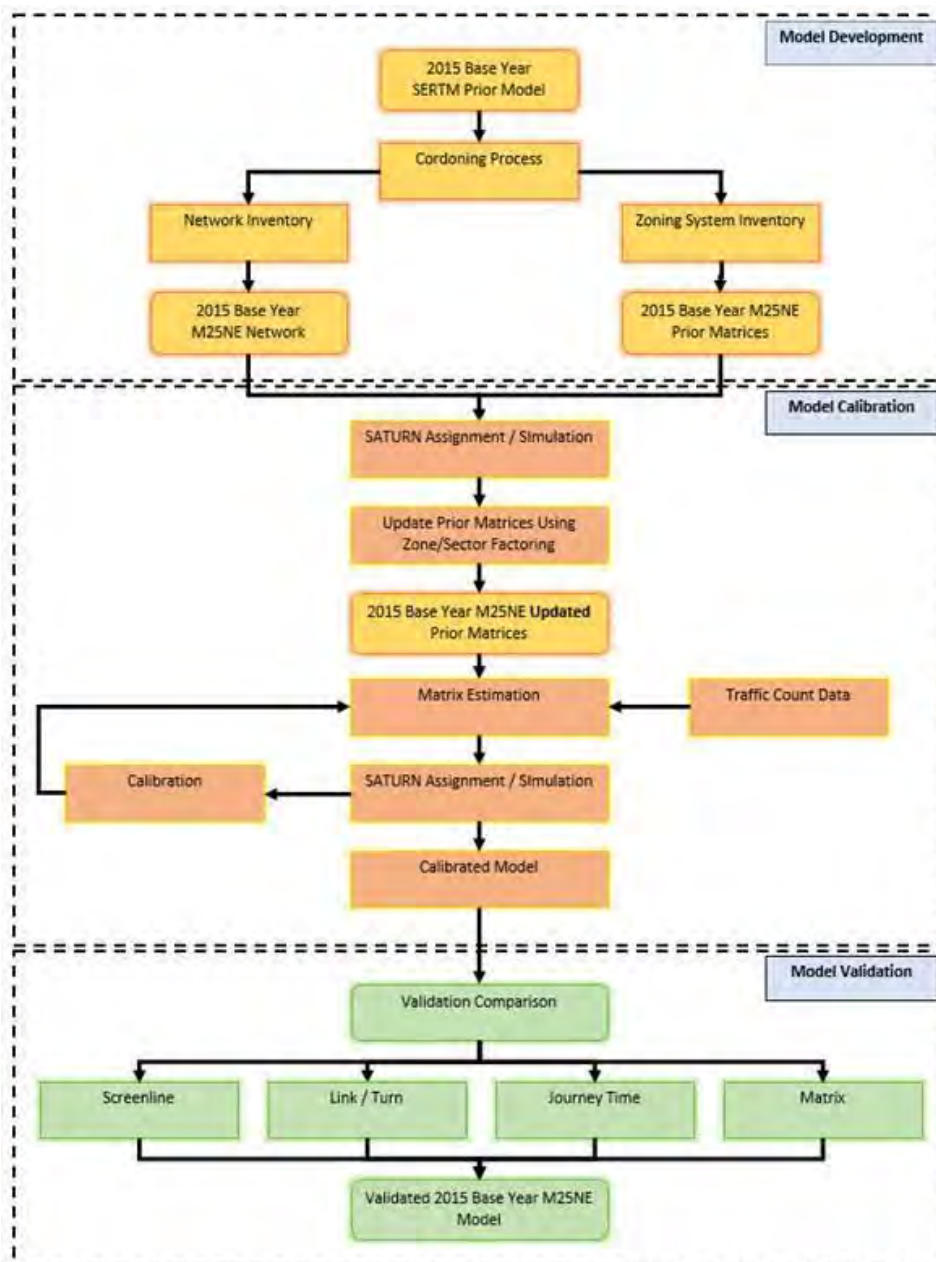 Model Development
2015 Base Year
SERTM Prior Model
Cordoning Process
Network Inventory
Zoning System Inventory
2015 Base Year
M25NE Network
2015 Base Year M25NE
Prior Matrices
Model Calibration
SATURN Assignment / SImulation
Update Prior Matrices Using
Zone/Sector Factoring
2015 Base Year M25NE Updated
Prior Matrices
Matrix Estimation
Traffic Count Data
Calibration
SATURN Assignment / SImulation
Calibrated Model
Model Validation
Validation Comparison
Screenline
Link / Turn
Journey Time
Matrix
Validated 2015 Base Year M25NE
Model